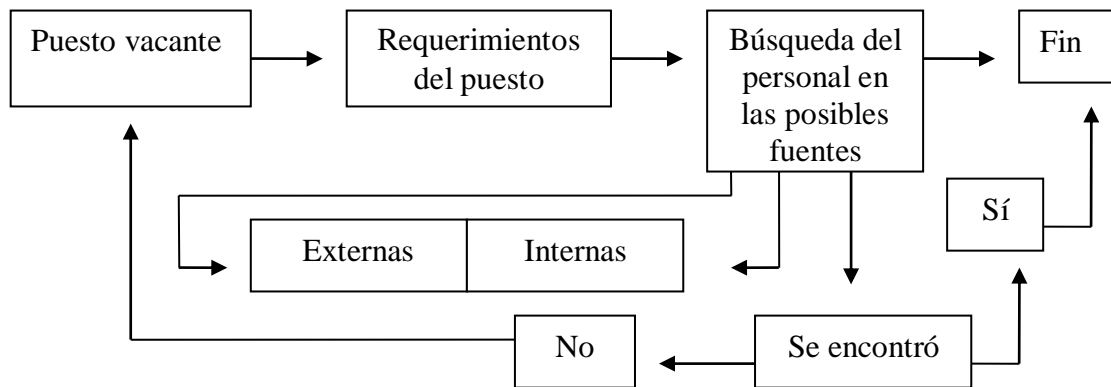 Puesto vacante
Requerimientos
del puesto
Búsqueda del
personal en
las posibles
fuentes
Fin
Sí
Externas
Internas
No
Se encontró